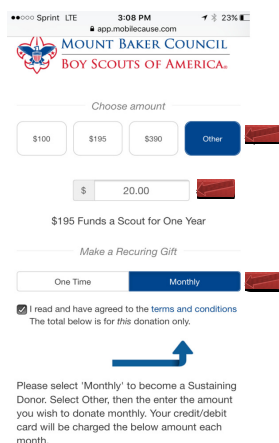 Sprint LTE 3:08 PM 23%
app.mobilecause.com
MOUNT BAKER COUNCIL
BOY SCOUTS OF AMERICA®
Choose amount
$100 $195 $390 Other
$ 20.00
$195 Funds a Scout for One Year
Make a Recuring Gift
One Time Monthly
I read and have agreed to the terms and conditions
The total below is for this donation only.
Please select 'Monthly' to become a Sustaining
Donor. Select Other, then the enter the amount
you wish to donate monthly. Your credit/debit
card will be charged the below amount each
month.